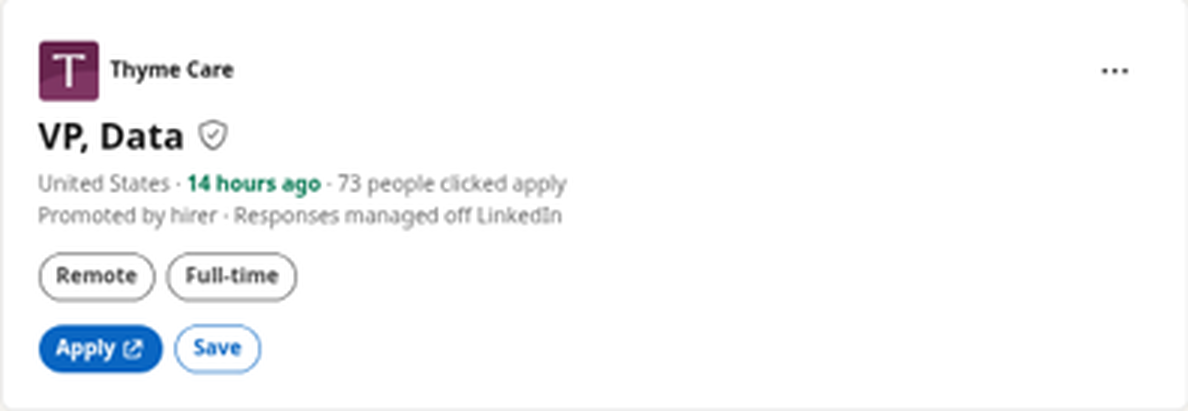 T
Thyme Care
...
VP, Data
United States · 14 hours ago · 73 people clicked apply
Promoted by hirer · Responses managed off LinkedIn
Remote
Full-time
Apply
Save